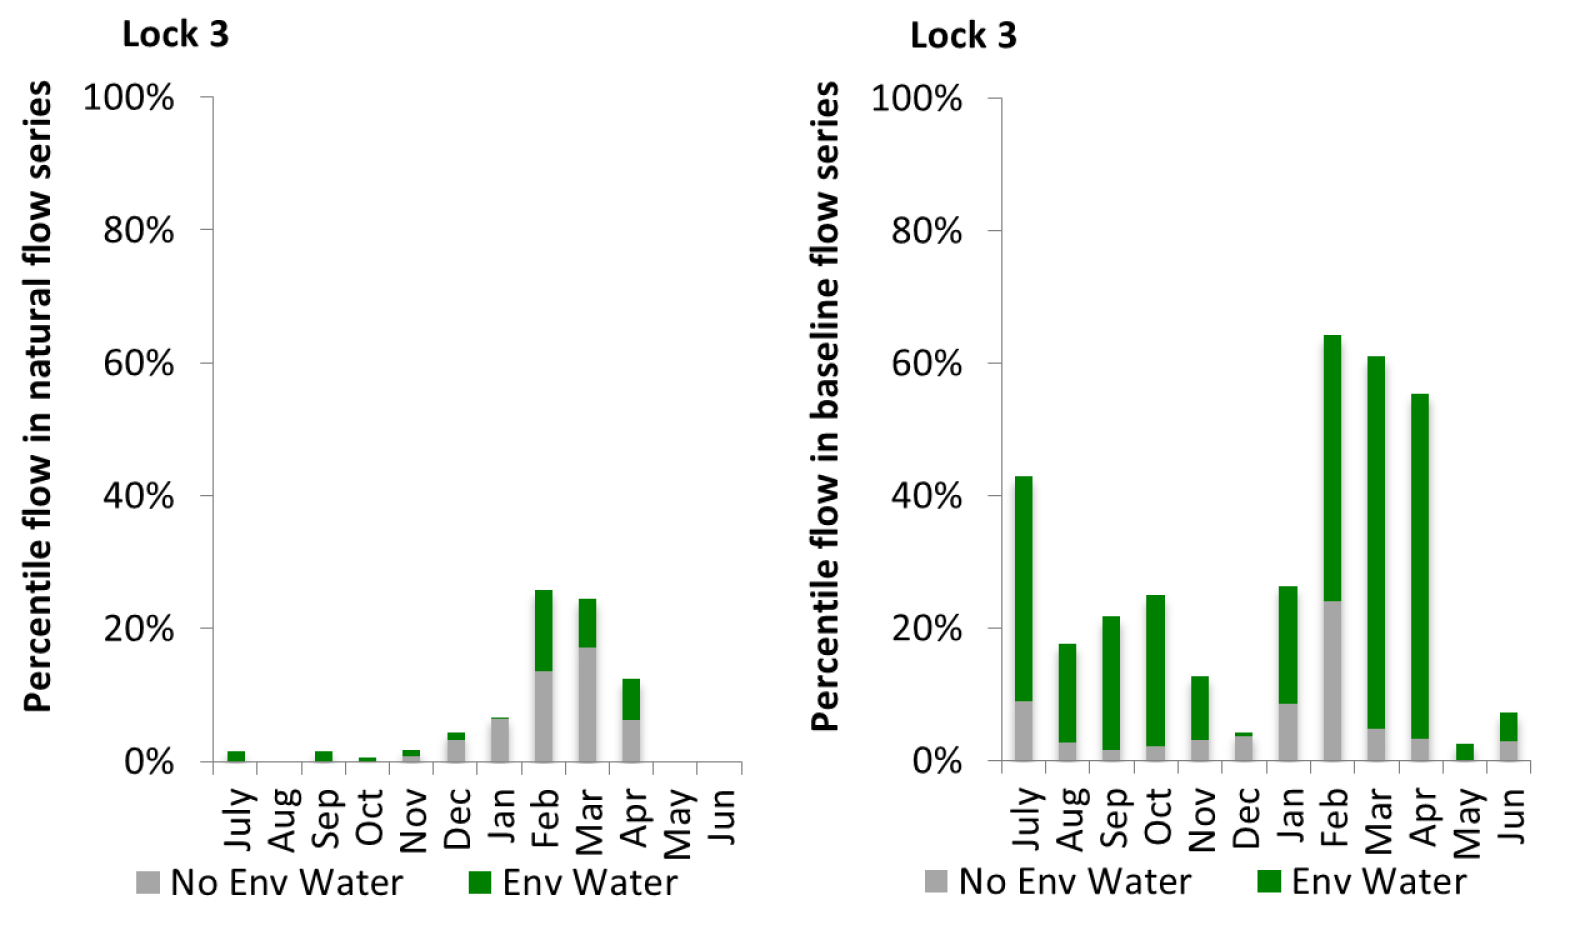 Lock 3
Percentile flow in natural flow series
100%
80%
60%
40%
20%
0%
July
Aug
Sep
Oct
Nov
Dec
Jan
Feb
Mar
Apr
May
Jun
No Env Water
Env Water
Lock 3
Percentile flow in baseline flow series
100%
80%
60%
40%
20%
0%
July
Aug
Sep
Oct
Nov
Dec
Jan
Feb
Mar
Apr
May
Jun
No Env Water
Env Water